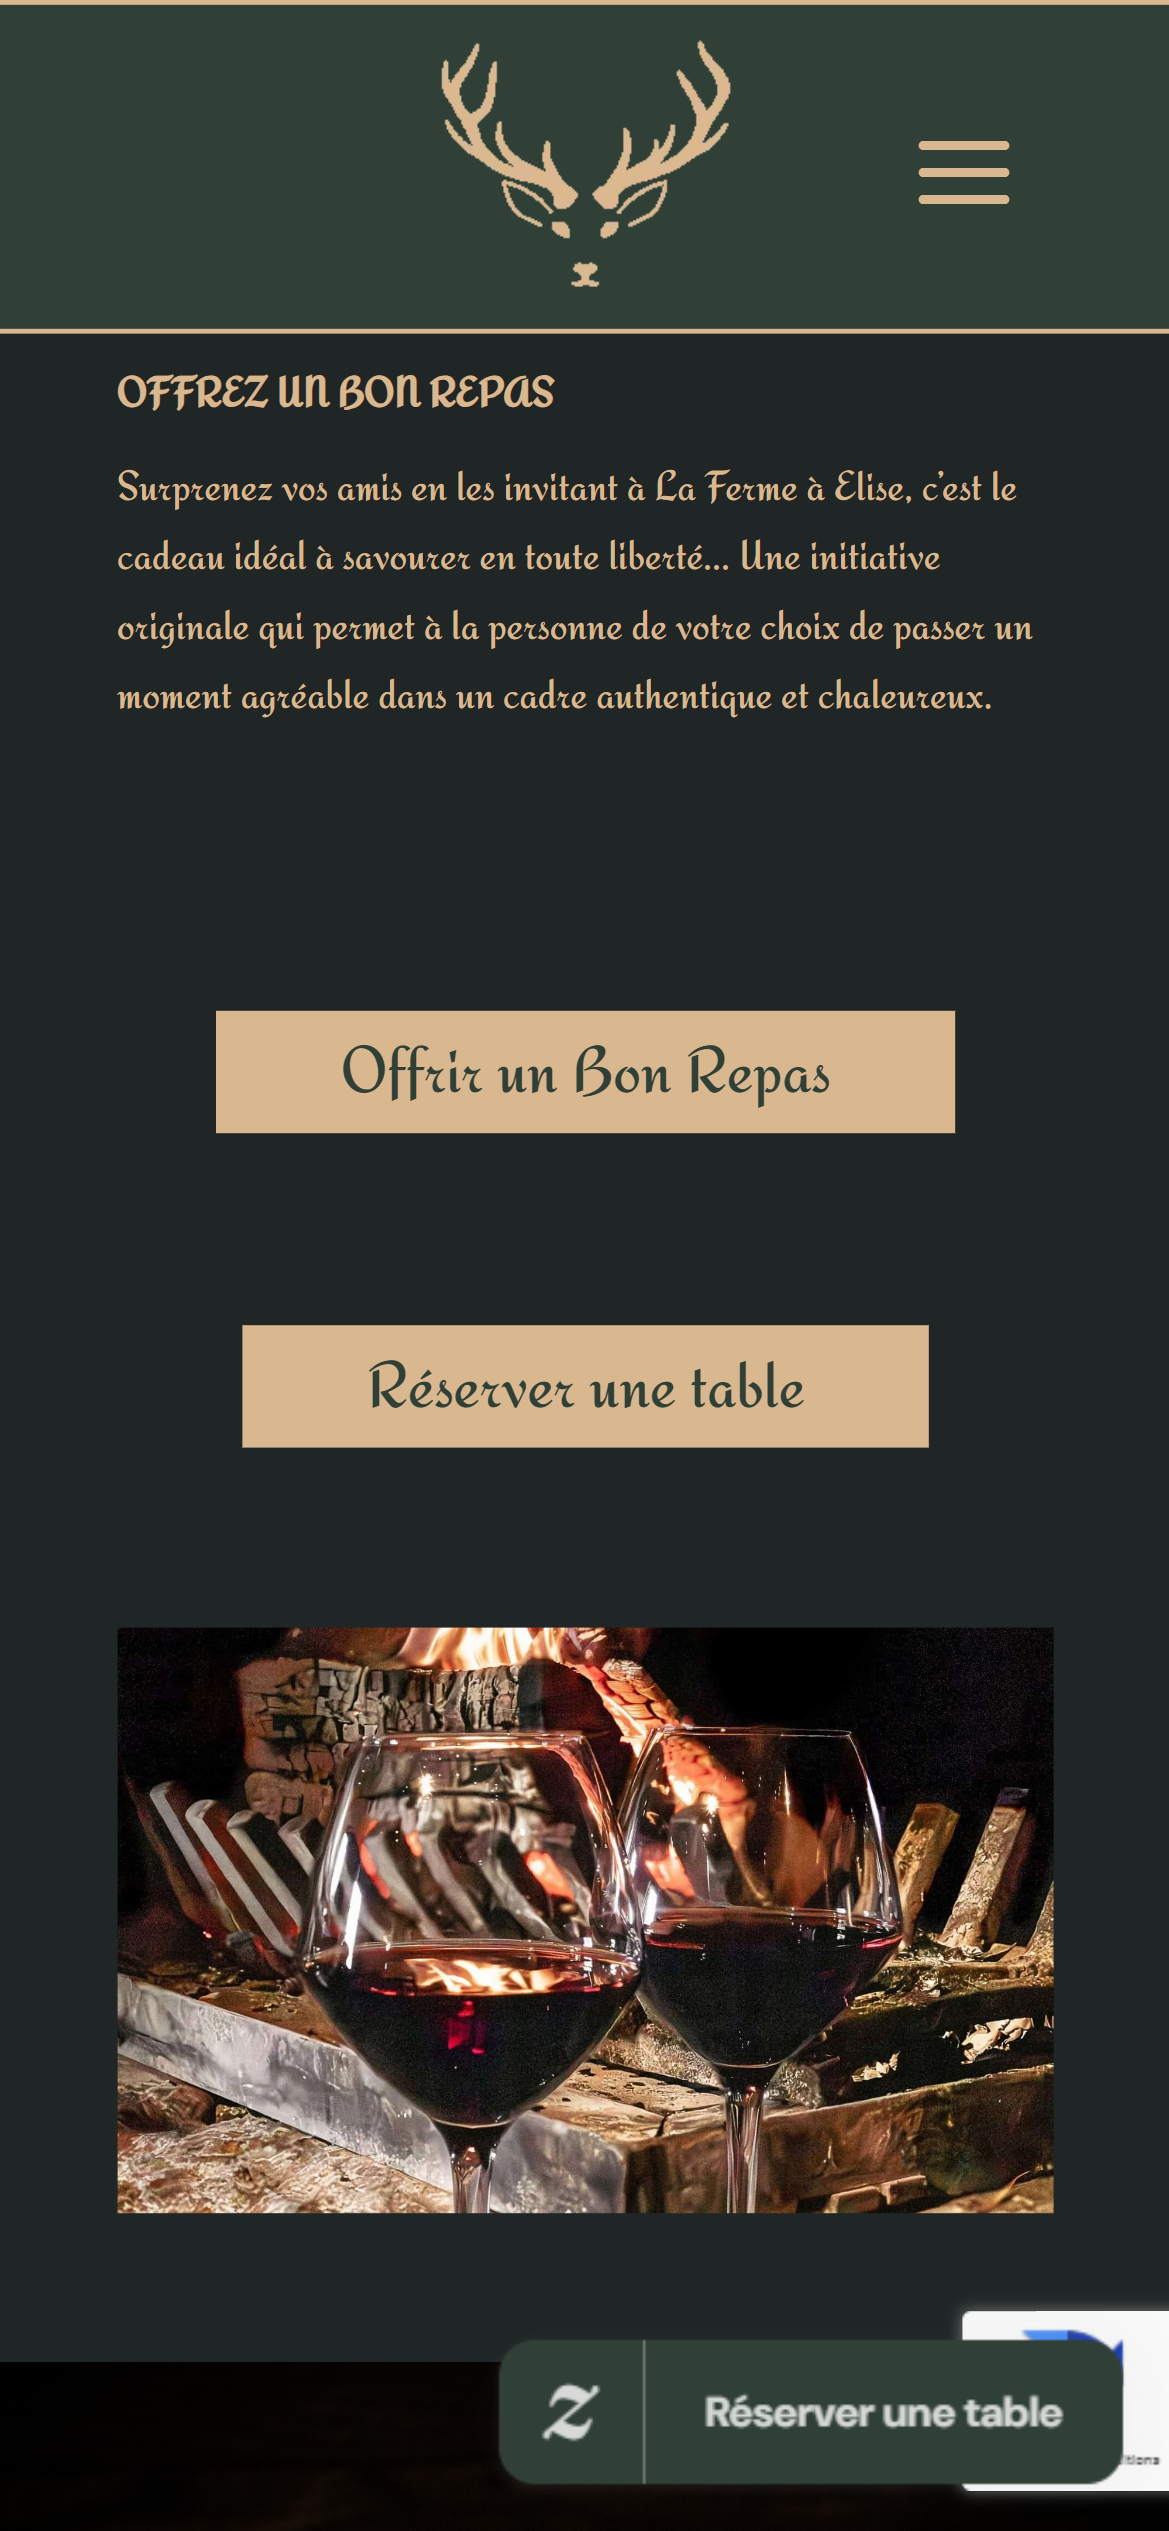 OFFREZ UN BON REPAS
Surprenez vos amis en les invitant à La Ferme à Elise, c’est le
cadeau idéal à savourer en toute liberté… Une initiative
originale qui permet à la personne de votre choix de passer un
moment agréable dans un cadre authentique et chaleureux.
Offrir un Bon Repas
Réserver une table
Réserver une table